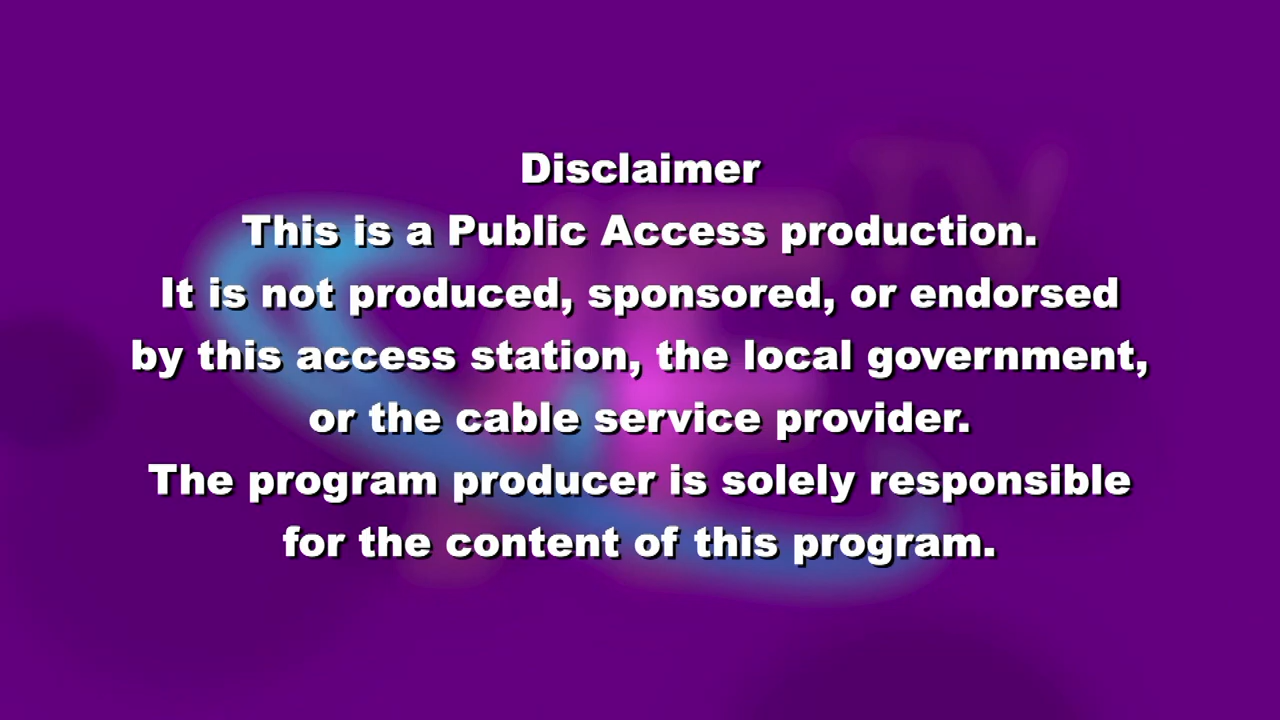 Disclaimer
This is a Public Access production.
It is not produced, sponsored, or endorsed
by this access station, the local government,
or the cable service provider.
The program producer is solely responsible
for the content of this program.